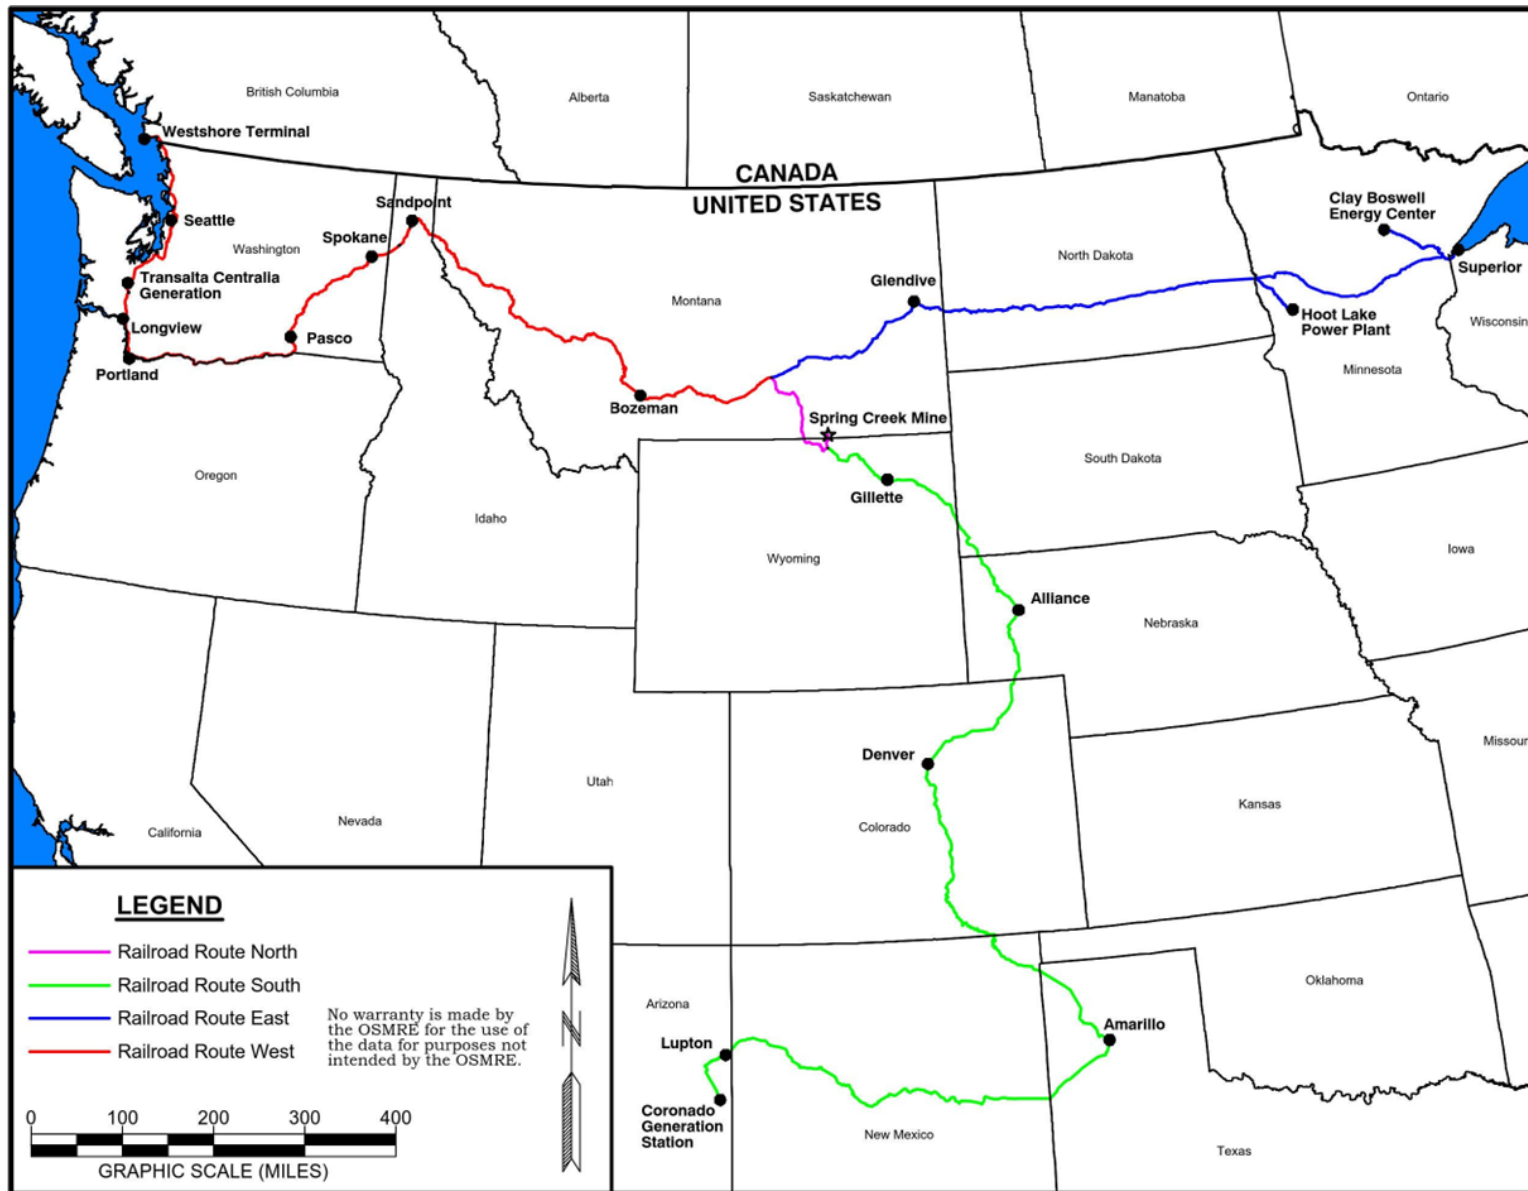 British Columbia
Alberta
Saskatchewan
Manitoba
Ontario
Westshore Terminal
CANADA
UNITED STATES
Sandpoint
Seattle
Spokane
Washington
Clay Boswell
Energy Center
North Dakota
Superior
Transalta Centralia
Generation
Glendive
Montana
Hoot Lake
Power Plant
Wisconsin
Longview
Pasco
Portland
Minnesota
Bozeman
Spring Creek Mine
Oregon
South Dakota
Gillette
Idaho
Wyoming
Iowa
Alliance
Nebraska
Denver
Missour
Utah
Kansas
Nevada
California
Colorado
LEGEND
Railroad Route North
Railroad Route South
Railroad Route East
Railroad Route West
No warranty is made by
the OSMRE for the use of
the data for purposes not
intended by the OSMRE.
N
0 100 200 300 400
GRAPHIC SCALE (MILES)
Oklahoma
Arizona
Amarillo
Lupton
Coronado
Generation
Station
New Mexico
Texas